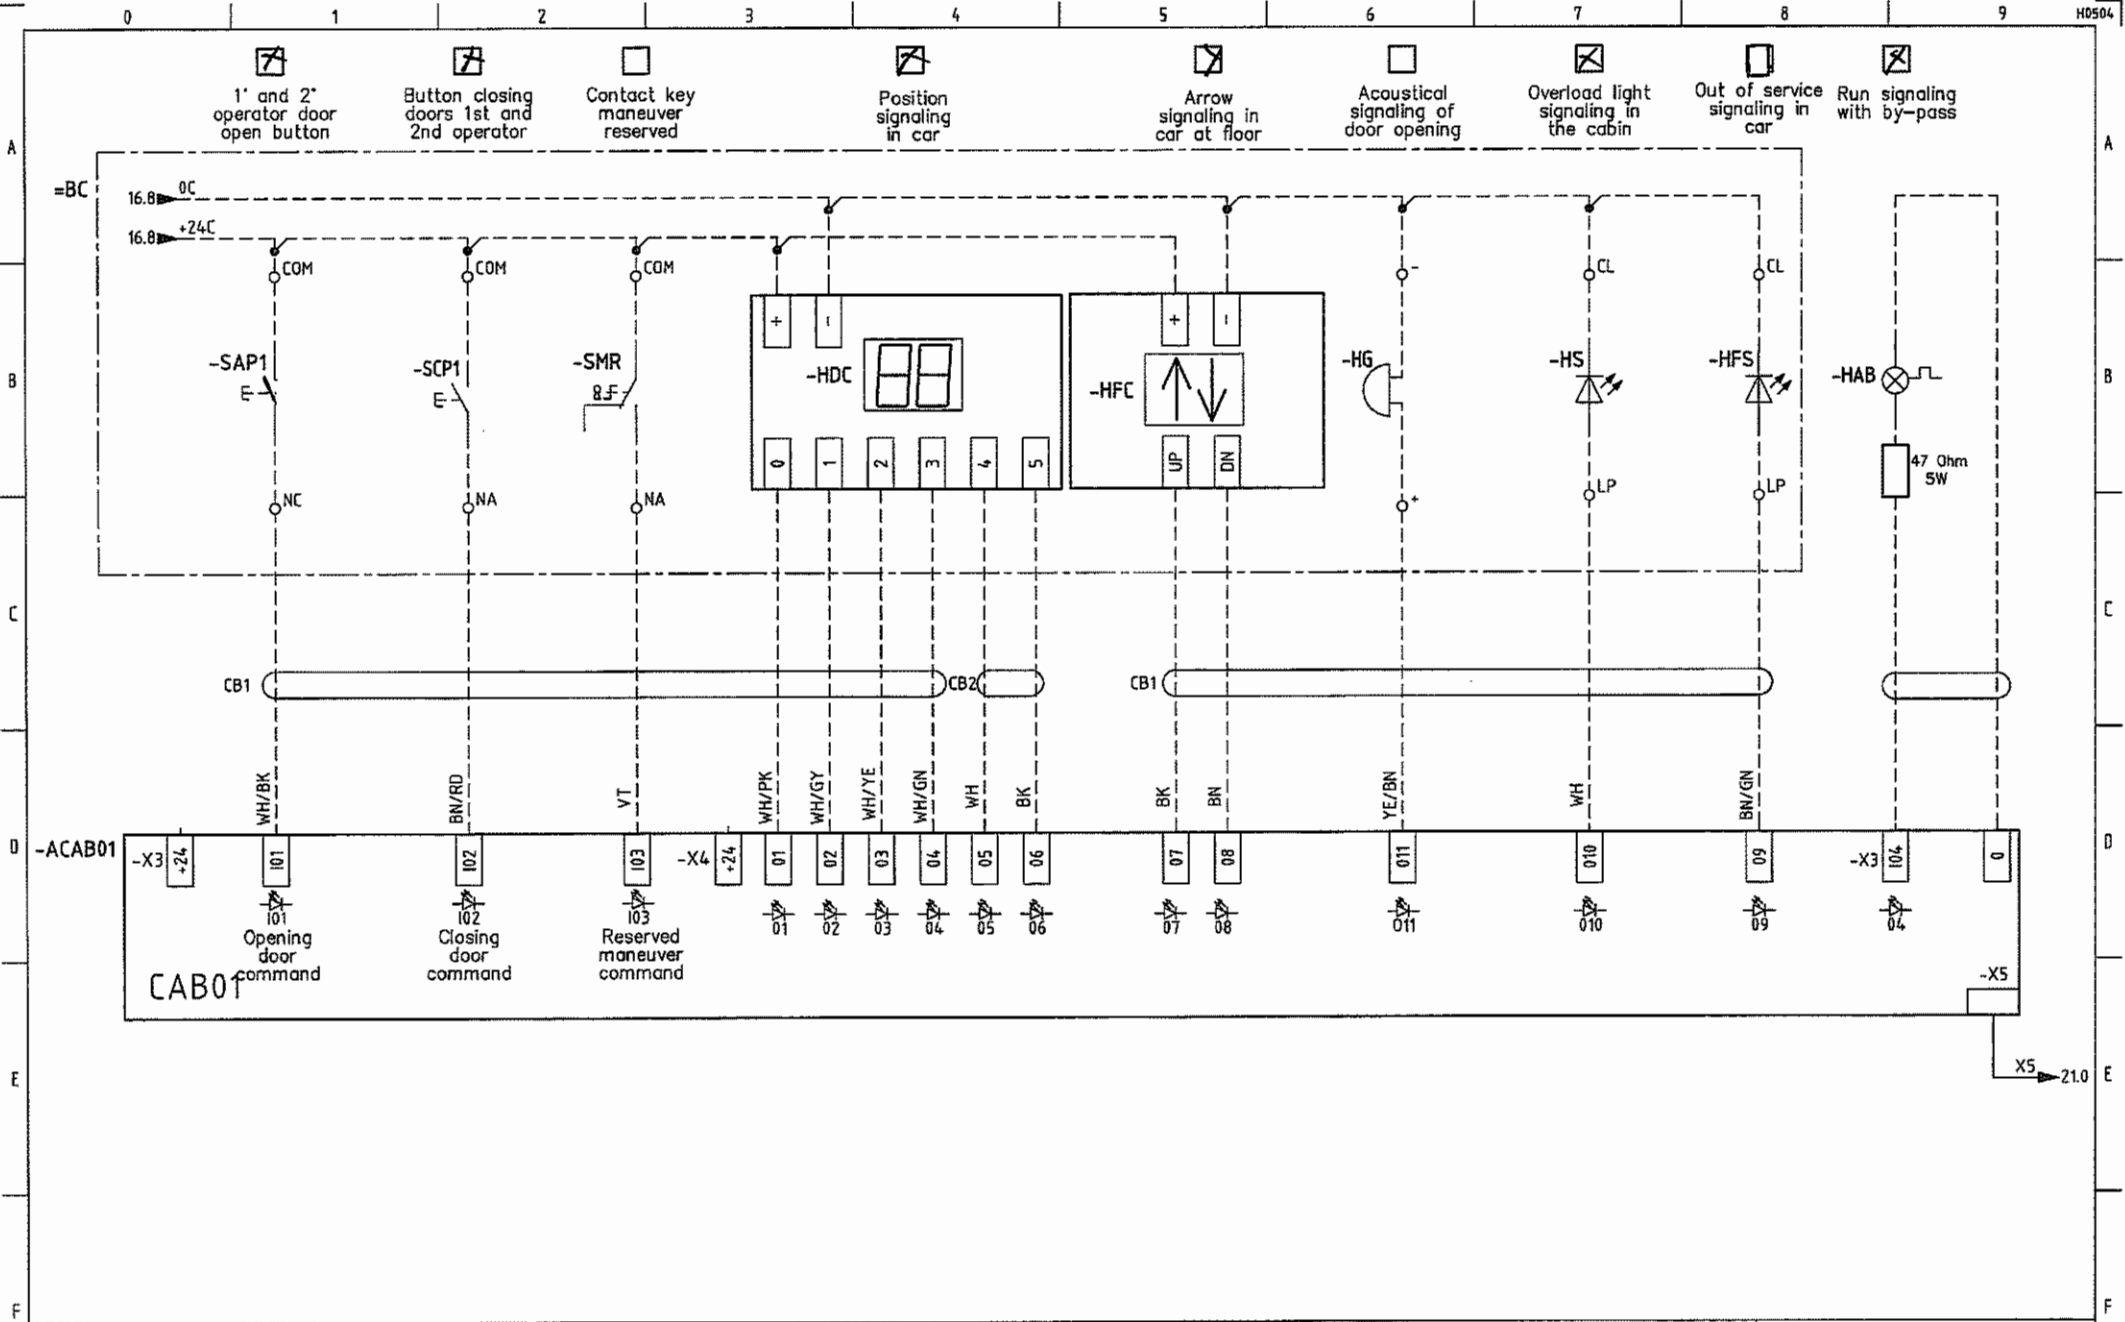 0 1 2 3 4 5 6 7 8 9 H0504
1° and 2°
operator door
open button
Button closing
doors 1st and
2nd operator
Contact key
maneuver
reserved
Position
signaling
in car
Arrow
signaling in
car at floor
Acoustical
signaling of
door opening
Overload light
signaling in
the cabin
Out of service
signaling in
car
Run signaling
with by-pass
A A
=BC
16.8 0C
16.8 +24C
COM COM COM - CL CL
+ - + -
-SAP1 -SCP1 -SMR -HDC 88 -HFC -HG -HS -HFS -HAB
B B
0 1 2 3 4 5 UP DN
47 Ohm
5W
NC NA NA + LP LP
C C
CB1 CB2 CB1
WH/BK BN/RD VT WH/PK WH/GY WH/YE WH/GN WH BK BK BN YE/BN WH BN/GN
D D
-ACAB01
-X3 +24 I01 I02 I03 -X4 +24 01 02 03 04 05 06 07 08 011 010 09 -X3 I04 0
I01 I02 I03 01 02 03 04 05 06 07 08 011 010 09 04
Opening
door
command
Closing
door
command
Reserved
maneuver
command
CAB01
-X5
E E
X5 21.0
F F